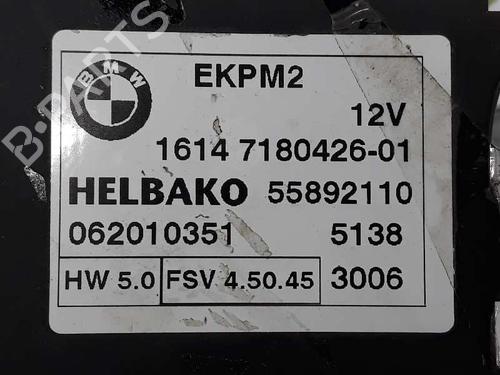 BMW
EKPM2
12V
1614 7180426-01
HELBAKO 55892110
062010351 5138
HW 5.0 FSV 4.50.45 3006
B-PARTS